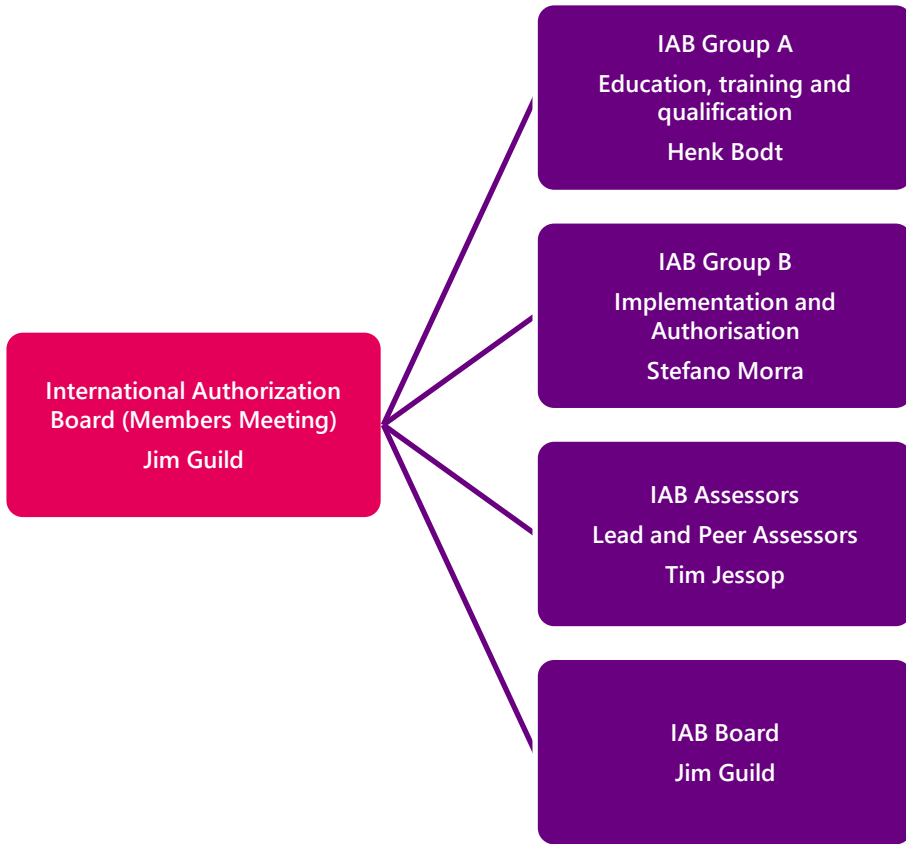 IAB Group A
Education, training and
qualification
Henk Bodt
IAB Group B
Implementation and
Authorisation
Stefano Morra
International Authorization
Board (Members Meeting)
Jim Guild
IAB Assessors
Lead and Peer Assessors
Tim Jessop
IAB Board
Jim Guild